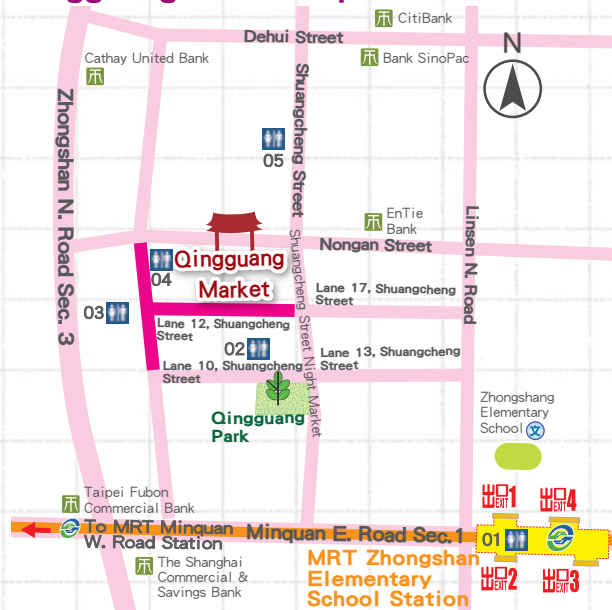 CitiBank
Dehui Street
N
Cathay United Bank
Bank SinoPac
Zhongshan N. Road Sec. 3
Shuangcheng Street
05
EnTie
Bank
Linsen N. Road
Nongan Street
Qingguang
Market
04
Shuangcheng Street Night Market
Lane 17, Shuangcheng
Street
03
Lane 12, Shuangcheng
Street
02
Lane 13, Shuangcheng
Street
Lane 10, Shuangcheng
Street
Qingguang
Park
Zhongshang
Elementary
School
文
Taipei Fubon
Commercial Bank
出口1
EXIT
出口4
EXIT
To MRT Minquan
W. Road Station
Minquan E. Road Sec.1
01
The Shanghai
Commercial &
Savings Bank
MRT Zhongshan
Elementary
School Station
出口2
EXIT
出口3
EXIT